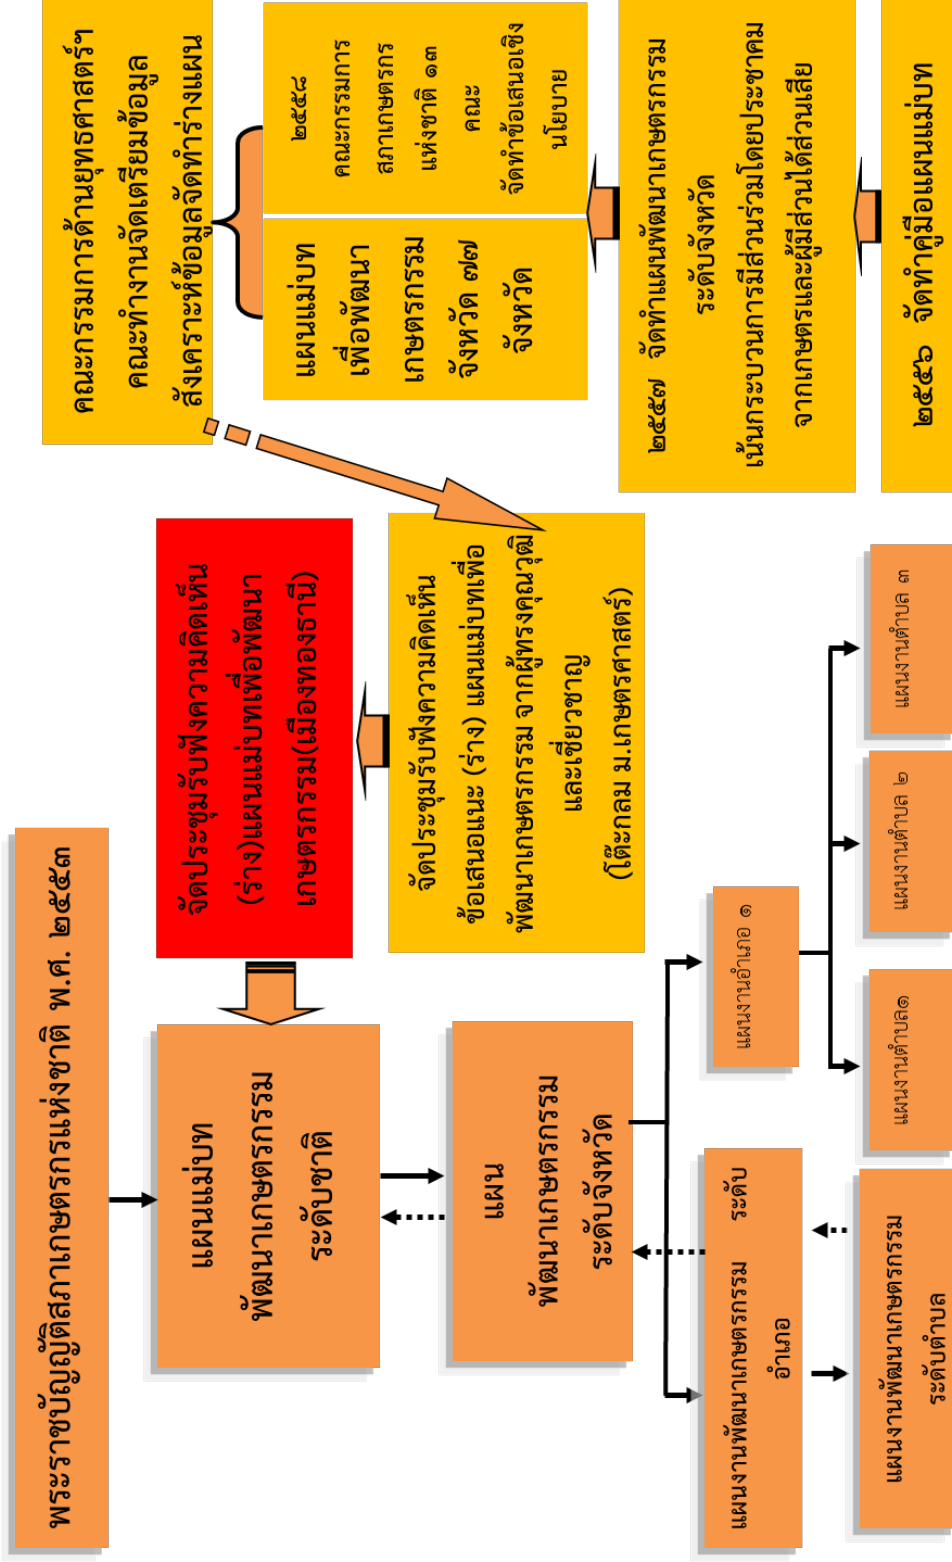 พระราชบัญญัติสภาเกษตรกรแห่งชาติ พ.ศ. ๒๕๕๓
แผนแม่บท
พัฒนาเกษตรกรรม
ระดับชาติ
แผน
พัฒนาเกษตรกรรม
ระดับจังหวัด
แผนงานพัฒนาเกษตรกรรม ระดับ
อำเภอ
แผนงานพัฒนาเกษตรกรรม
ระดับตำบล
แผนงานอำเภอ ๑
แผนงานตำบล๑
แผนงานตำบล ๒
แผนงานตำบล ๓
จัดประชุมรับฟังความคิดเห็น
(ร่าง)แผนแม่บทเพื่อพัฒนา
เกษตรกรรม(เมืองทองธานี)
จัดประชุมรับฟังความคิดเห็น
ข้อเสนอแนะ (ร่าง) แผนแม่บทเพื่อ
พัฒนาเกษตรกรรม จากผู้ทรงคุณวุฒิ
และเชี่ยวชาญ
(โต๊ะกลม ม.เกษตรศาสตร์)
คณะกรรมการด้านยุทธศาสตร์ฯ
คณะทำงานจัดเตรียมข้อมูล
สังเคราะห์ข้อมูลจัดทำร่างแผน
แผนแม่บท
เพื่อพัฒนา
เกษตรกรรม
จังหวัด ๗๗
จังหวัด
๒๕๕๘
คณะกรรมการ
สภาเกษตรกร
แห่งชาติ ๑๓
คณะ
จัดทำข้อเสนอเชิง
นโยบาย
๒๕๕๗ จัดทำแผนพัฒนาเกษตรกรรม
ระดับจังหวัด
เน้นกระบวนการมีส่วนร่วมโดยประชาคม
จากเกษตรและผู้มีส่วนได้ส่วนเสีย
๒๕๕๖ จัดทำคู่มือแผนแม่บท